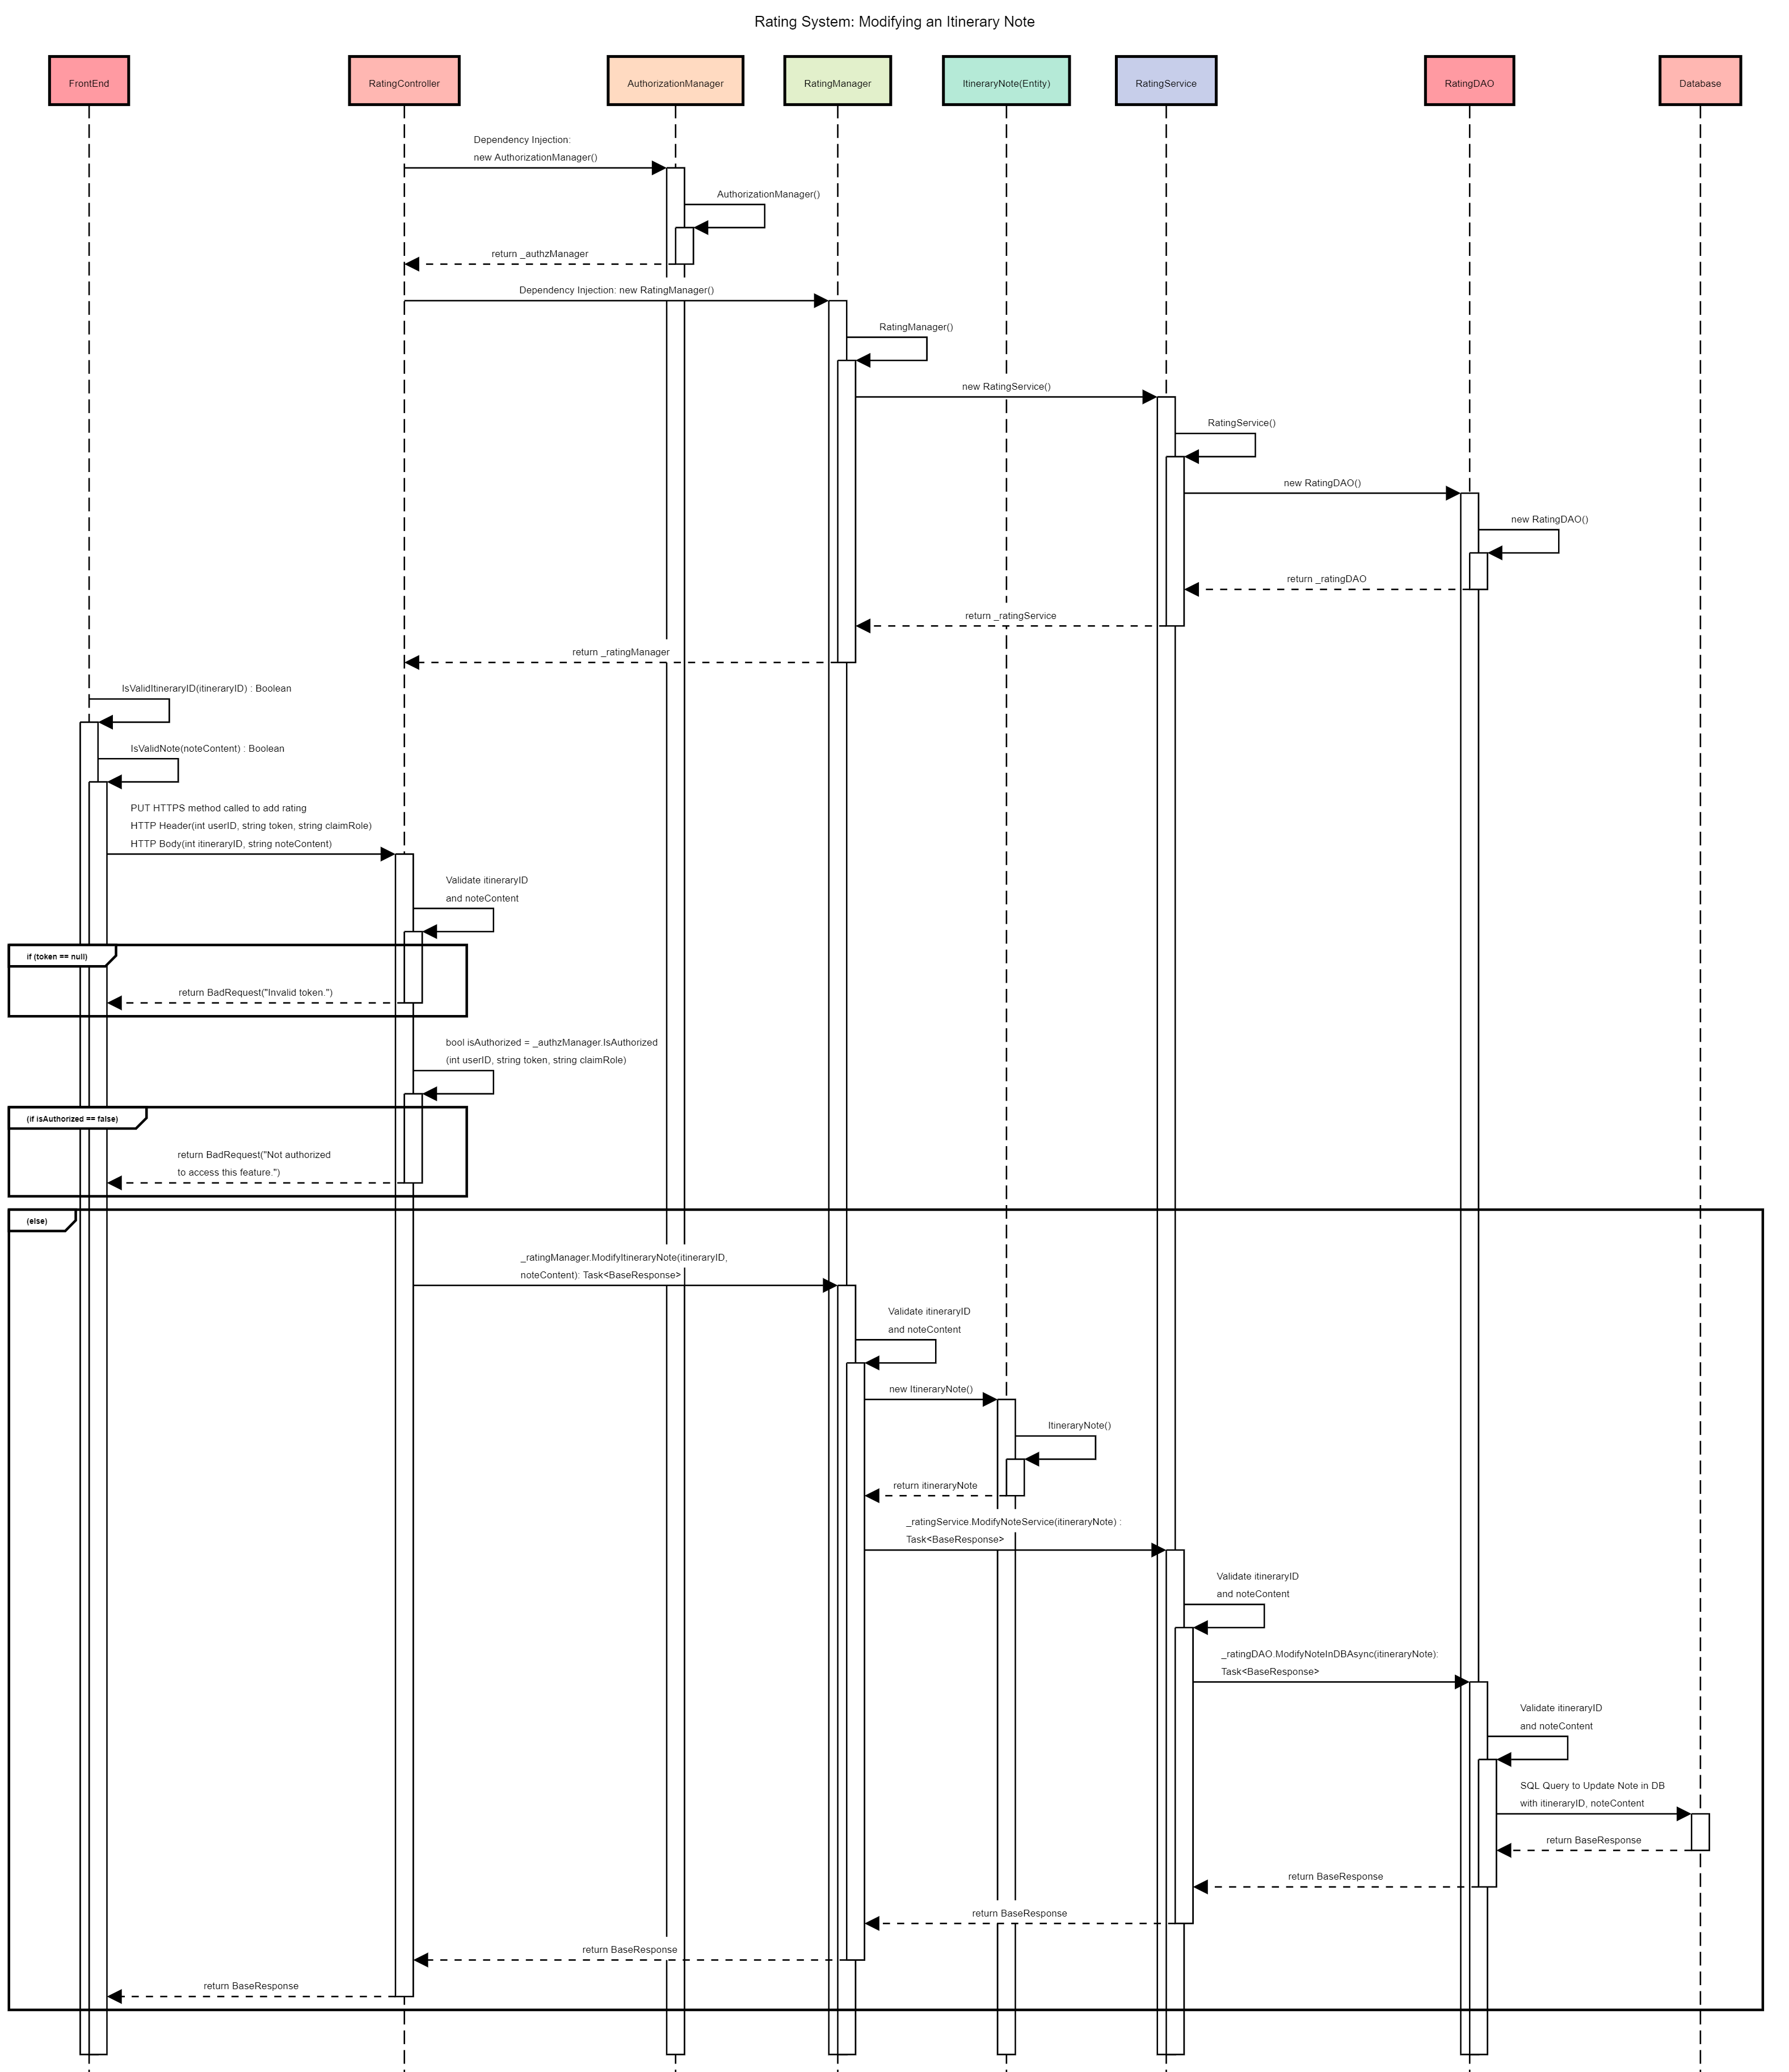 Rating System: Modifying an Itinerary Note
FrontEnd
RatingController
AuthorizationManager
RatingManager
ItineraryNote(Entity)
RatingService
RatingDAO
Database
Dependency Injection:
new AuthorizationManager()
AuthorizationManager()
return _authzManager
Dependency Injection: new RatingManager()
RatingManager()
new RatingService()
RatingService()
new RatingDAO()
new RatingDAO()
return _ratingDAO
return _ratingService
return _ratingManager
IsValidItineraryID(itineraryID) : Boolean
IsValidNote(noteContent) : Boolean
PUT HTTPS method called to add rating
HTTP Header(int userID, string token, string claimRole)
HTTP Body(int itineraryID, string noteContent)
Validate itineraryID
and noteContent
if (token == null)
return BadRequest("Invalid token.")
bool isAuthorized = _authzManager.IsAuthorized
(int userID, string token, string claimRole)
(if isAuthorized == false)
return BadRequest("Not authorized
to access this feature.")
(else)
_ratingManager.ModifyItineraryNote(itineraryID,
noteContent): Task<BaseResponse>
Validate itineraryID
and noteContent
new ItineraryNote()
ItineraryNote()
return itineraryNote
_ratingService.ModifyNoteService(itineraryNote) :
Task<BaseResponse>
Validate itineraryID
and noteContent
_ratingDAO.ModifyNoteInDBAsync(itineraryNote):
Task<BaseResponse>
Validate itineraryID
and noteContent
SQL Query to Update Note in DB
with itineraryID, noteContent
return BaseResponse
return BaseResponse
return BaseResponse
return BaseResponse
return BaseResponse